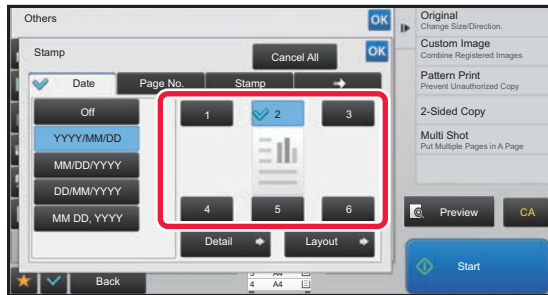 Others
OK
Stamp
Cancel All
OK
Date
Page No.
Stamp
Off
YYYY/MM/DD
MM/DD/YYYY
DD/MM/YYYY
MM DD, YYYY
1
2
3
4
5
6
Detail
Layout
Back
4 A4
Original
Change Size/Direction.
Custom Image
Combine Registered Images
Pattern Print
Prevent Unauthorized Copy
2-Sided Copy
Multi Shot
Put Multiple Pages in A Page
Preview
CA
Start